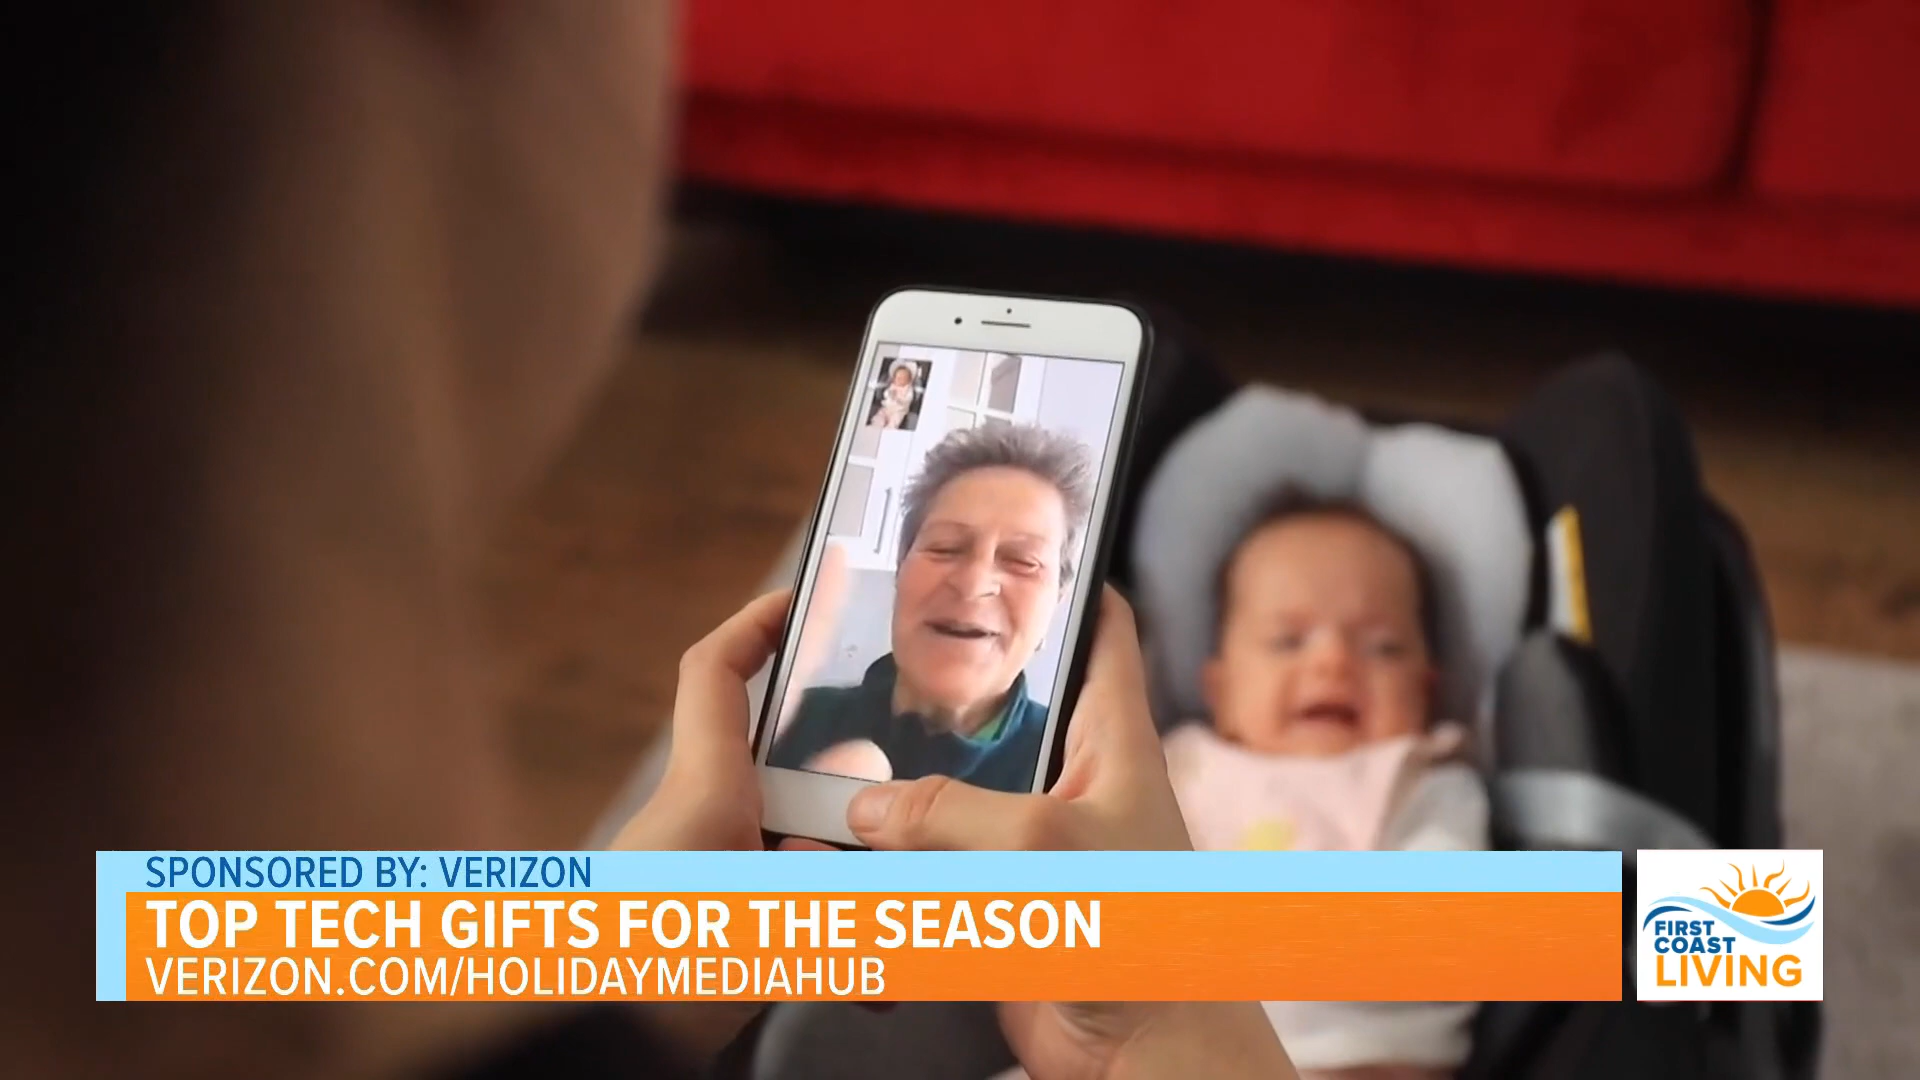 SPONSORED BY: VERIZON
TOP TECH GIFTS FOR THE SEASON
VERIZON.COM/HOLIDAYMEDIAHUB
FIRST
COAST
LIVING